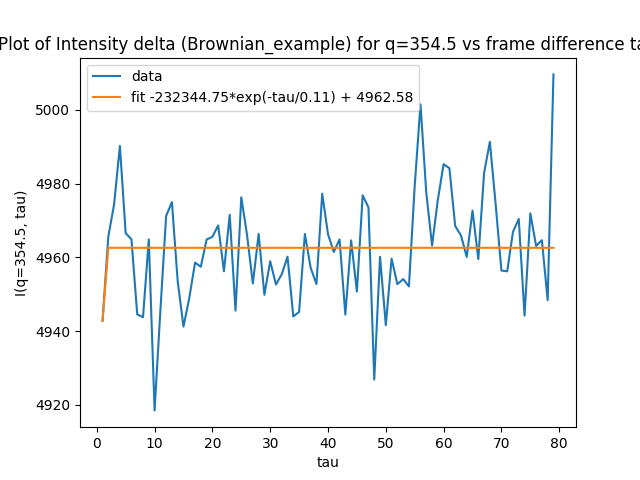 Plot of Intensity delta (Brownian_example) for q=354.5 vs frame difference ta
data
fit -232344.75*exp(-tau/0.11) + 4962.58
I(q=354.5, tau)
5000
4980
4960
4940
4920
0 10 20 30 40 50 60 70 80
tau